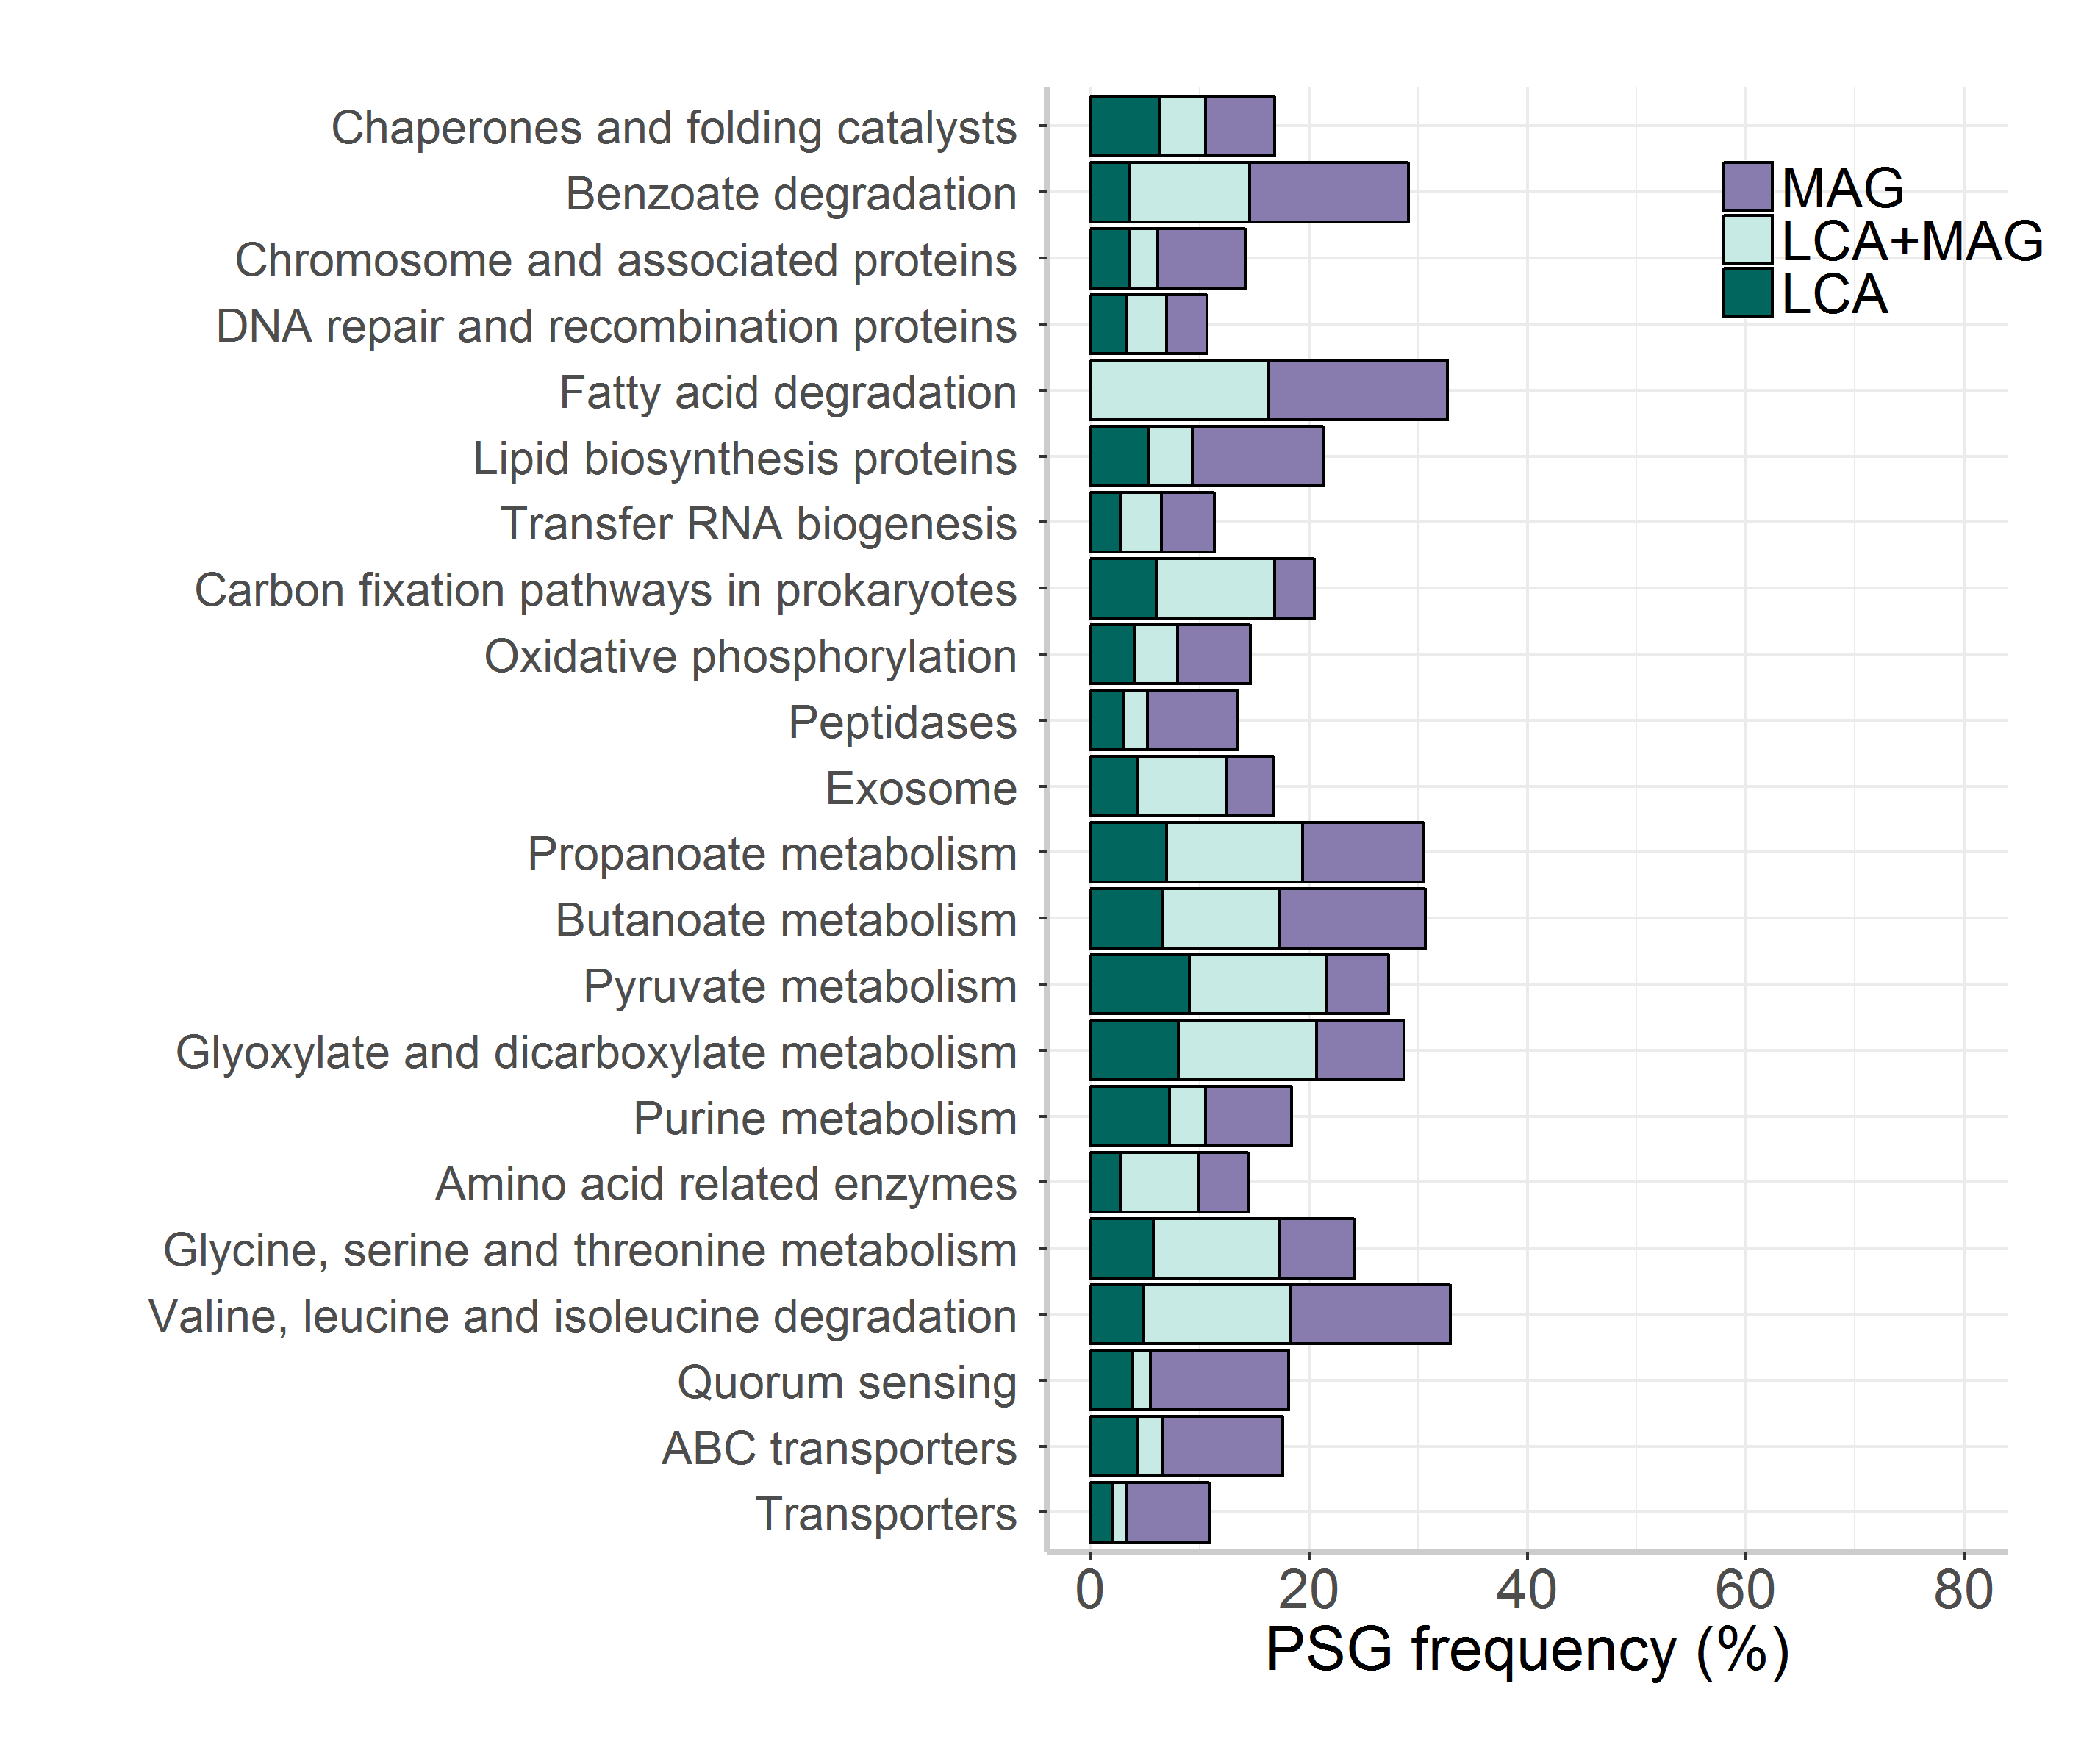 Chaperones and folding catalysts
Benzoate degradation
Chromosome and associated proteins
DNA repair and recombination proteins
Fatty acid degradation
Lipid biosynthesis proteins
Transfer RNA biogenesis
Carbon fixation pathways in prokaryotes
Oxidative phosphorylation
Peptidases
Exosome
Propanoate metabolism
Butanoate metabolism
Pyruvate metabolism
Glyoxylate and dicarboxylate metabolism
Purine metabolism
Amino acid related enzymes
Glycine, serine and threonine metabolism
Valine, leucine and isoleucine degradation
Quorum sensing
ABC transporters
Transporters
MAG
LCA+MAG
LCA
0 20 40 60 80
PSG frequency (%)